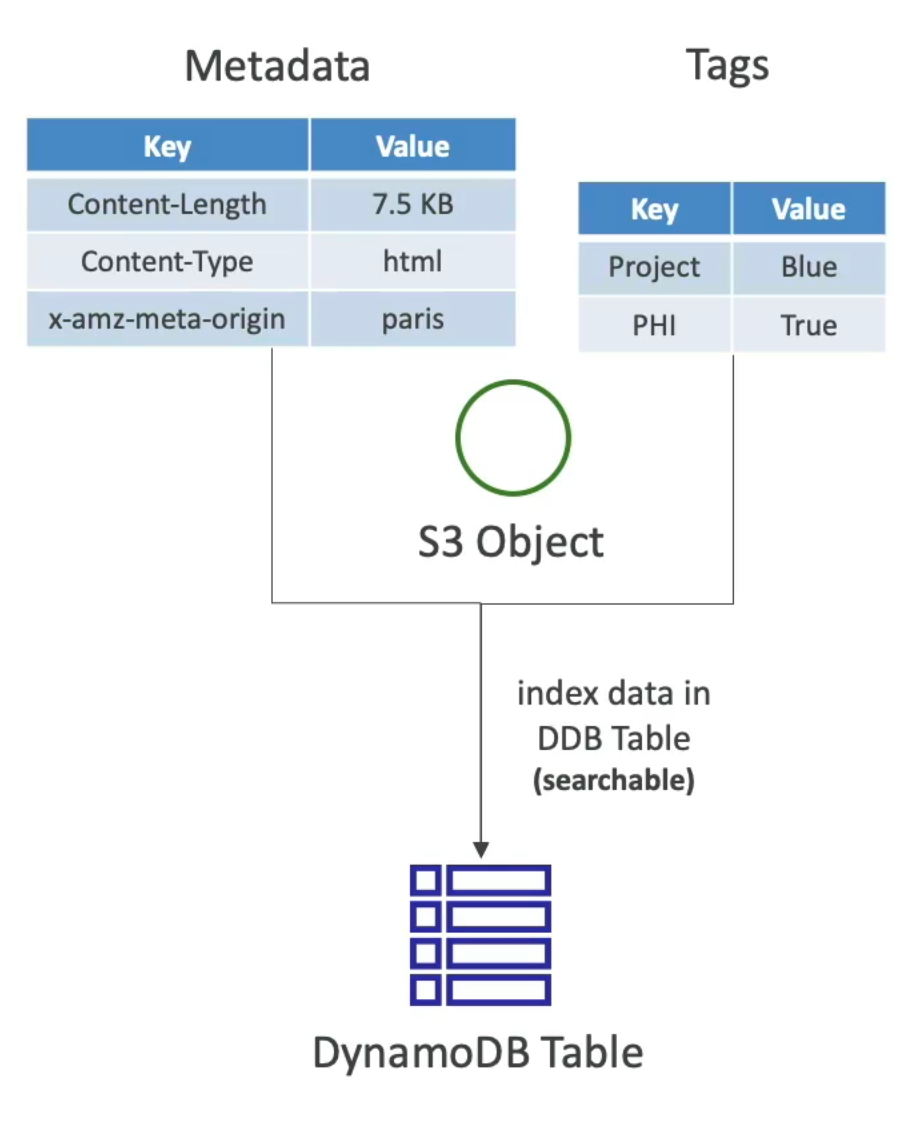 Metadata
Tags
Key Value
Content-Length 7.5 KB
Content-Type html
x-amz-meta-origin paris
Key Value
Project Blue
PHI True
S3 Object
index data in
DDB Table
(searchable)
DynamoDB Table